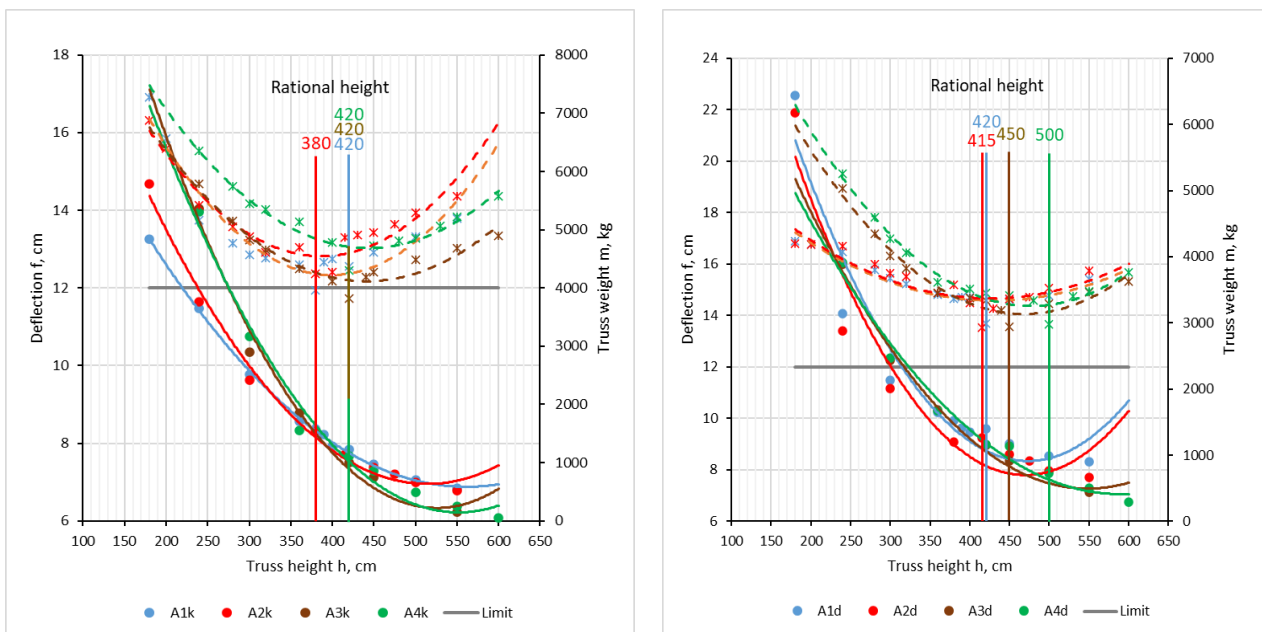 18
16
14
12
10
8
6
Deflection f, cm
8000
7000
6000
5000
4000
3000
2000
1000
0
Truss weight m, kg
Rational height
420
380 420
420
100 150 200 250 300 350 400 450 500 550 600 650
Truss height h, cm
A1k A2k A3k A4k Limit
24
22
20
18
16
14
12
10
8
6
Deflection f, cm
7000
6000
5000
4000
3000
2000
1000
0
Truss weight m, kg
Rational height
420 450 500
415
100 150 200 250 300 350 400 450 500 550 600 650
Truss height h, cm
A1d A2d A3d A4d Limit